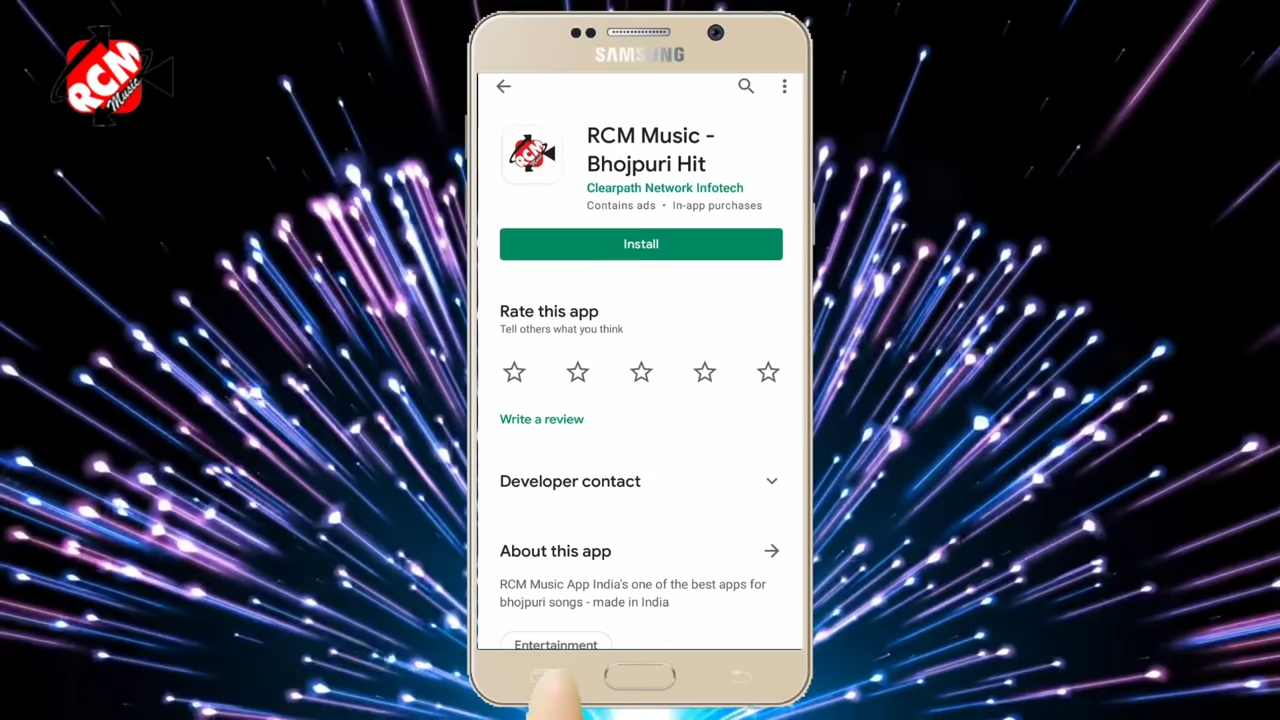 RCM
Music
SAMSUNG
RCM
RCM Music -
Bhojpuri Hit
Clearpath Network Infotech
Contains ads • In-app purchases
Install
Rate this app
Tell others what you think
Write a review
Developer contact
About this app
RCM Music App India's one of the best apps for
bhojpuri songs - made in India
Entertainment